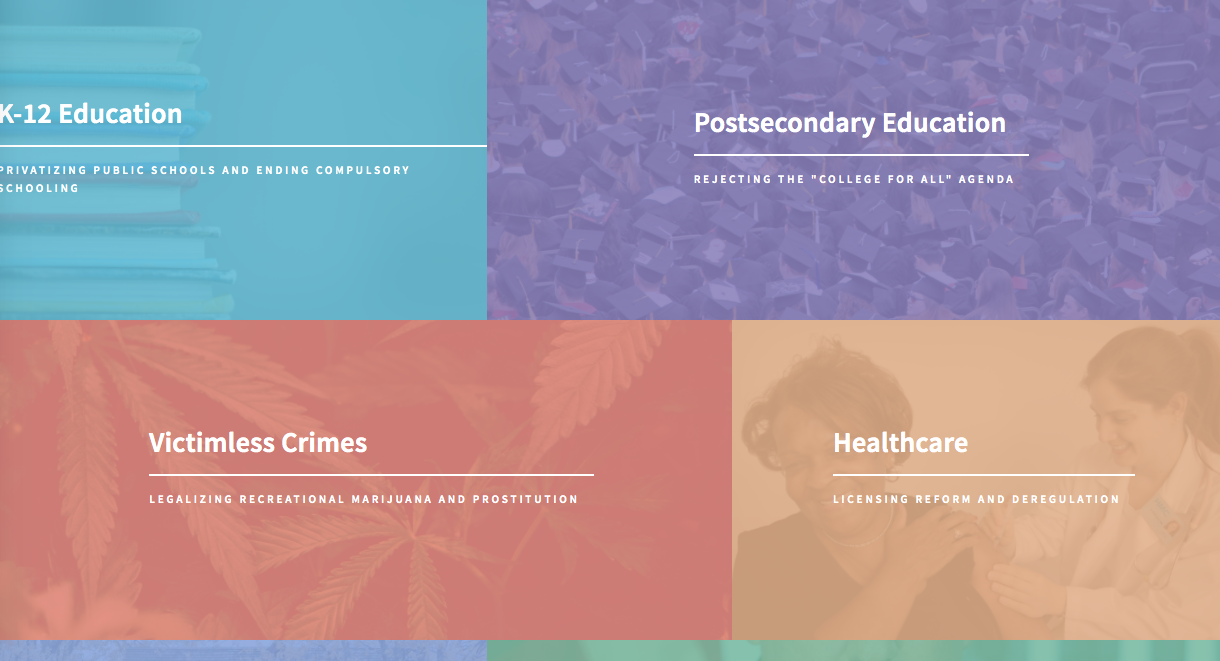 K-12 Education
PRIVATIZING PUBLIC SCHOOLS AND ENDING COMPULSORY
SCHOOLING
Postsecondary Education
REJECTING THE "COLLEGE FOR ALL" AGENDA
Victimless Crimes
LEGALIZING RECREATIONAL MARIJUANA AND PROSTITUTION
Healthcare
LICENSING REFORM AND DEREGULATION